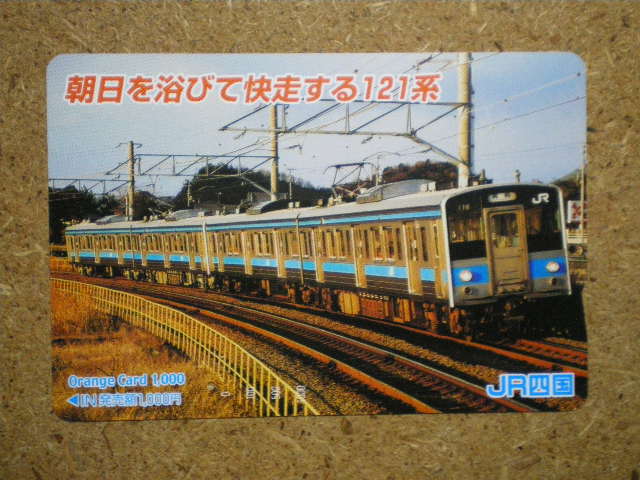 朝日を浴びて快走する121系
JR
Orange Card 1,000
◀IN 発売額1,000円
JR四国